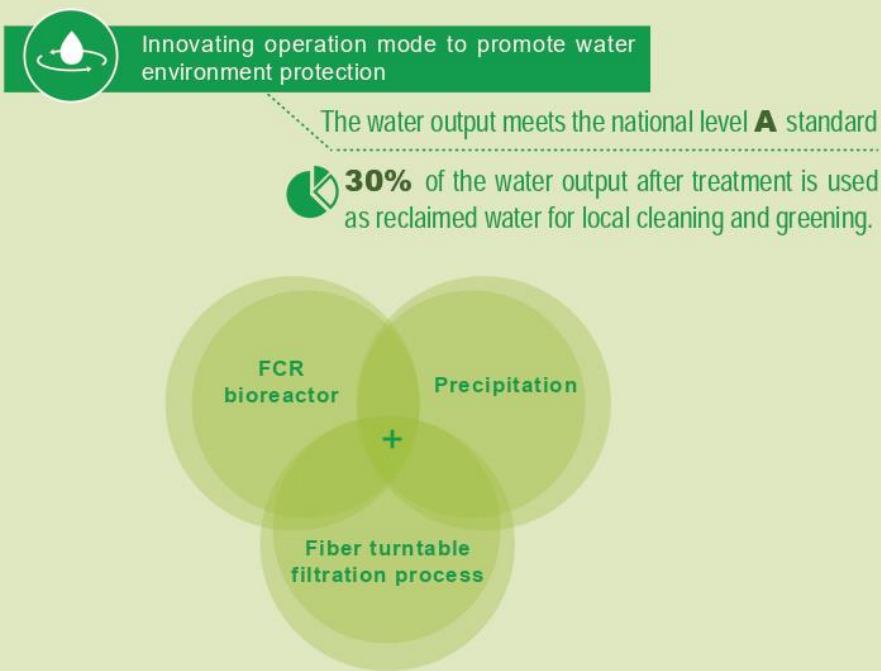 Innovating operation mode to promote water
environment protection
The water output meets the national level A standard
30% of the water output after treatment is used
as reclaimed water for local cleaning and greening.
FCR
bioreactor
Precipitation
+
Fiber turntable
filtration process